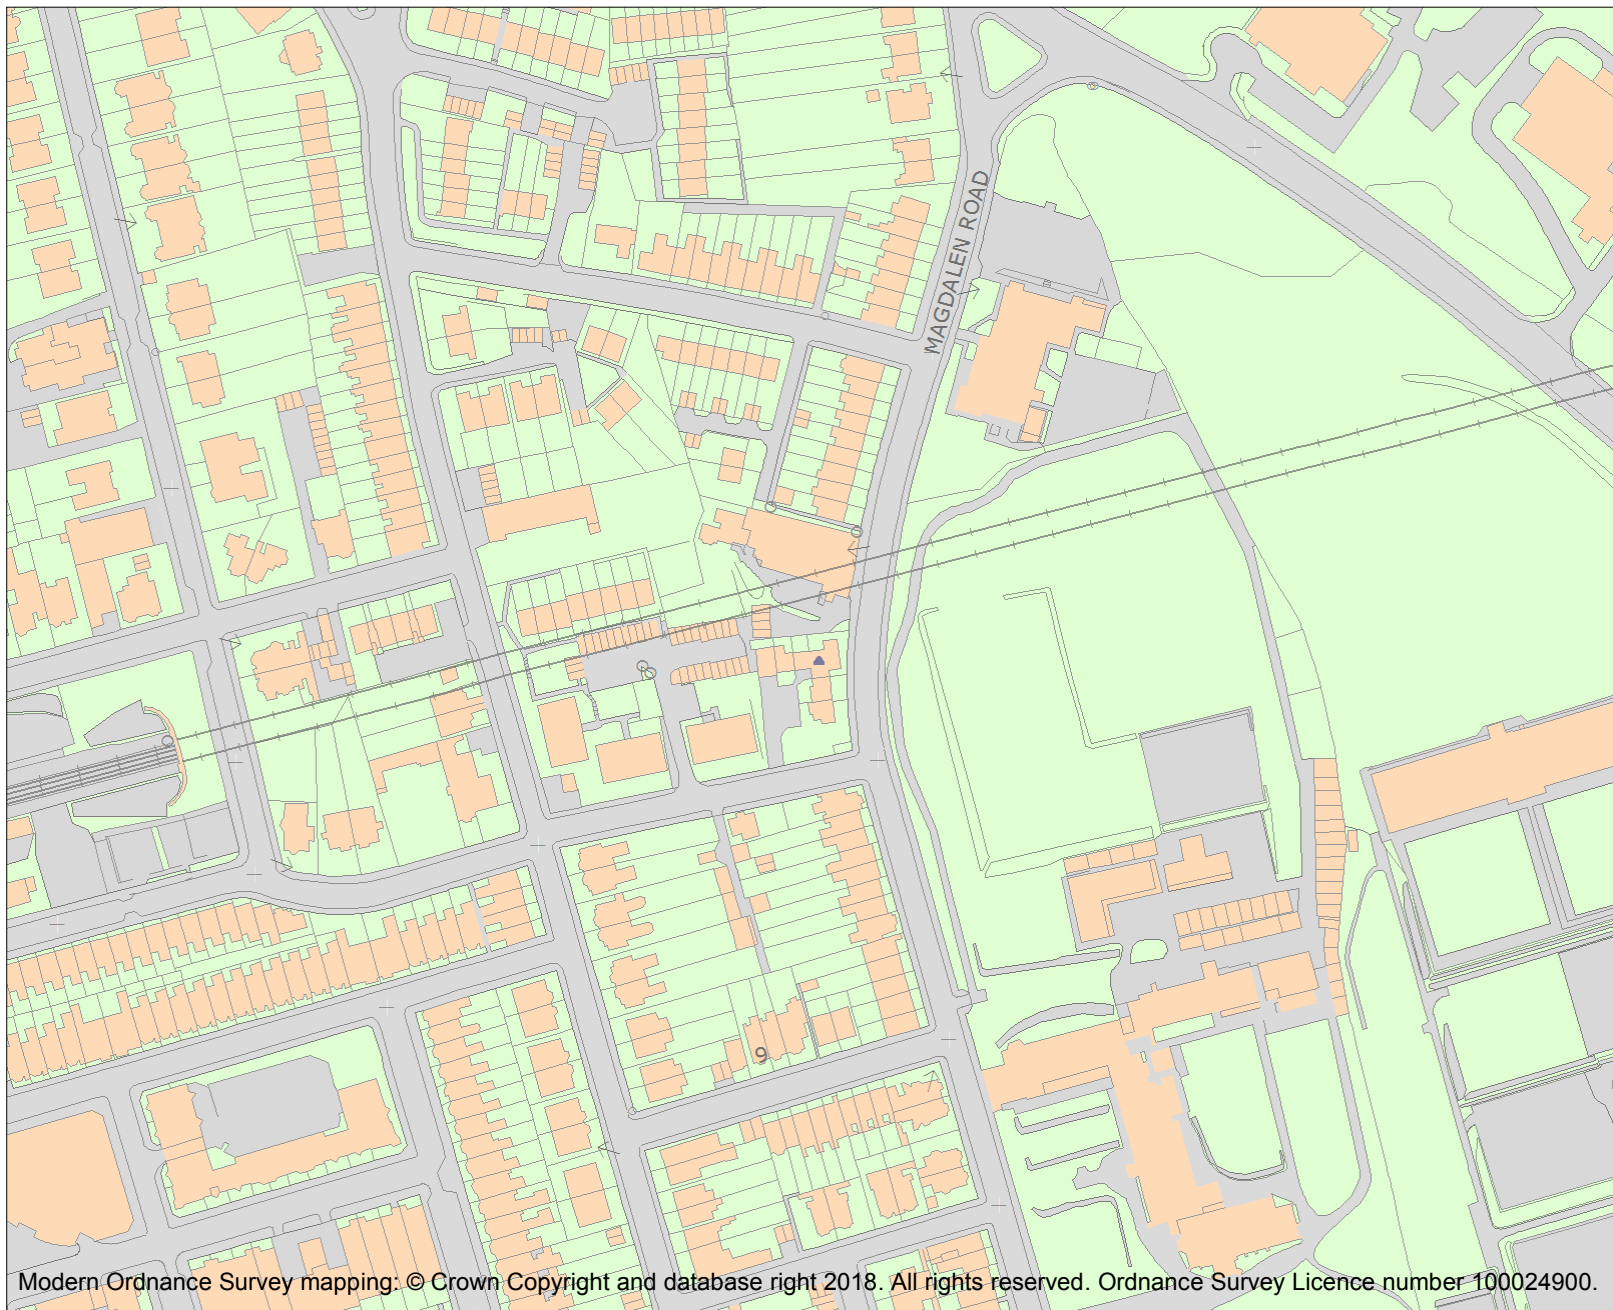 MAGDALEN ROAD
9
Modern Ordnance Survey mapping: © Crown Copyright and database right 2018. All rights reserved. Ordnance Survey Licence number 100024900.